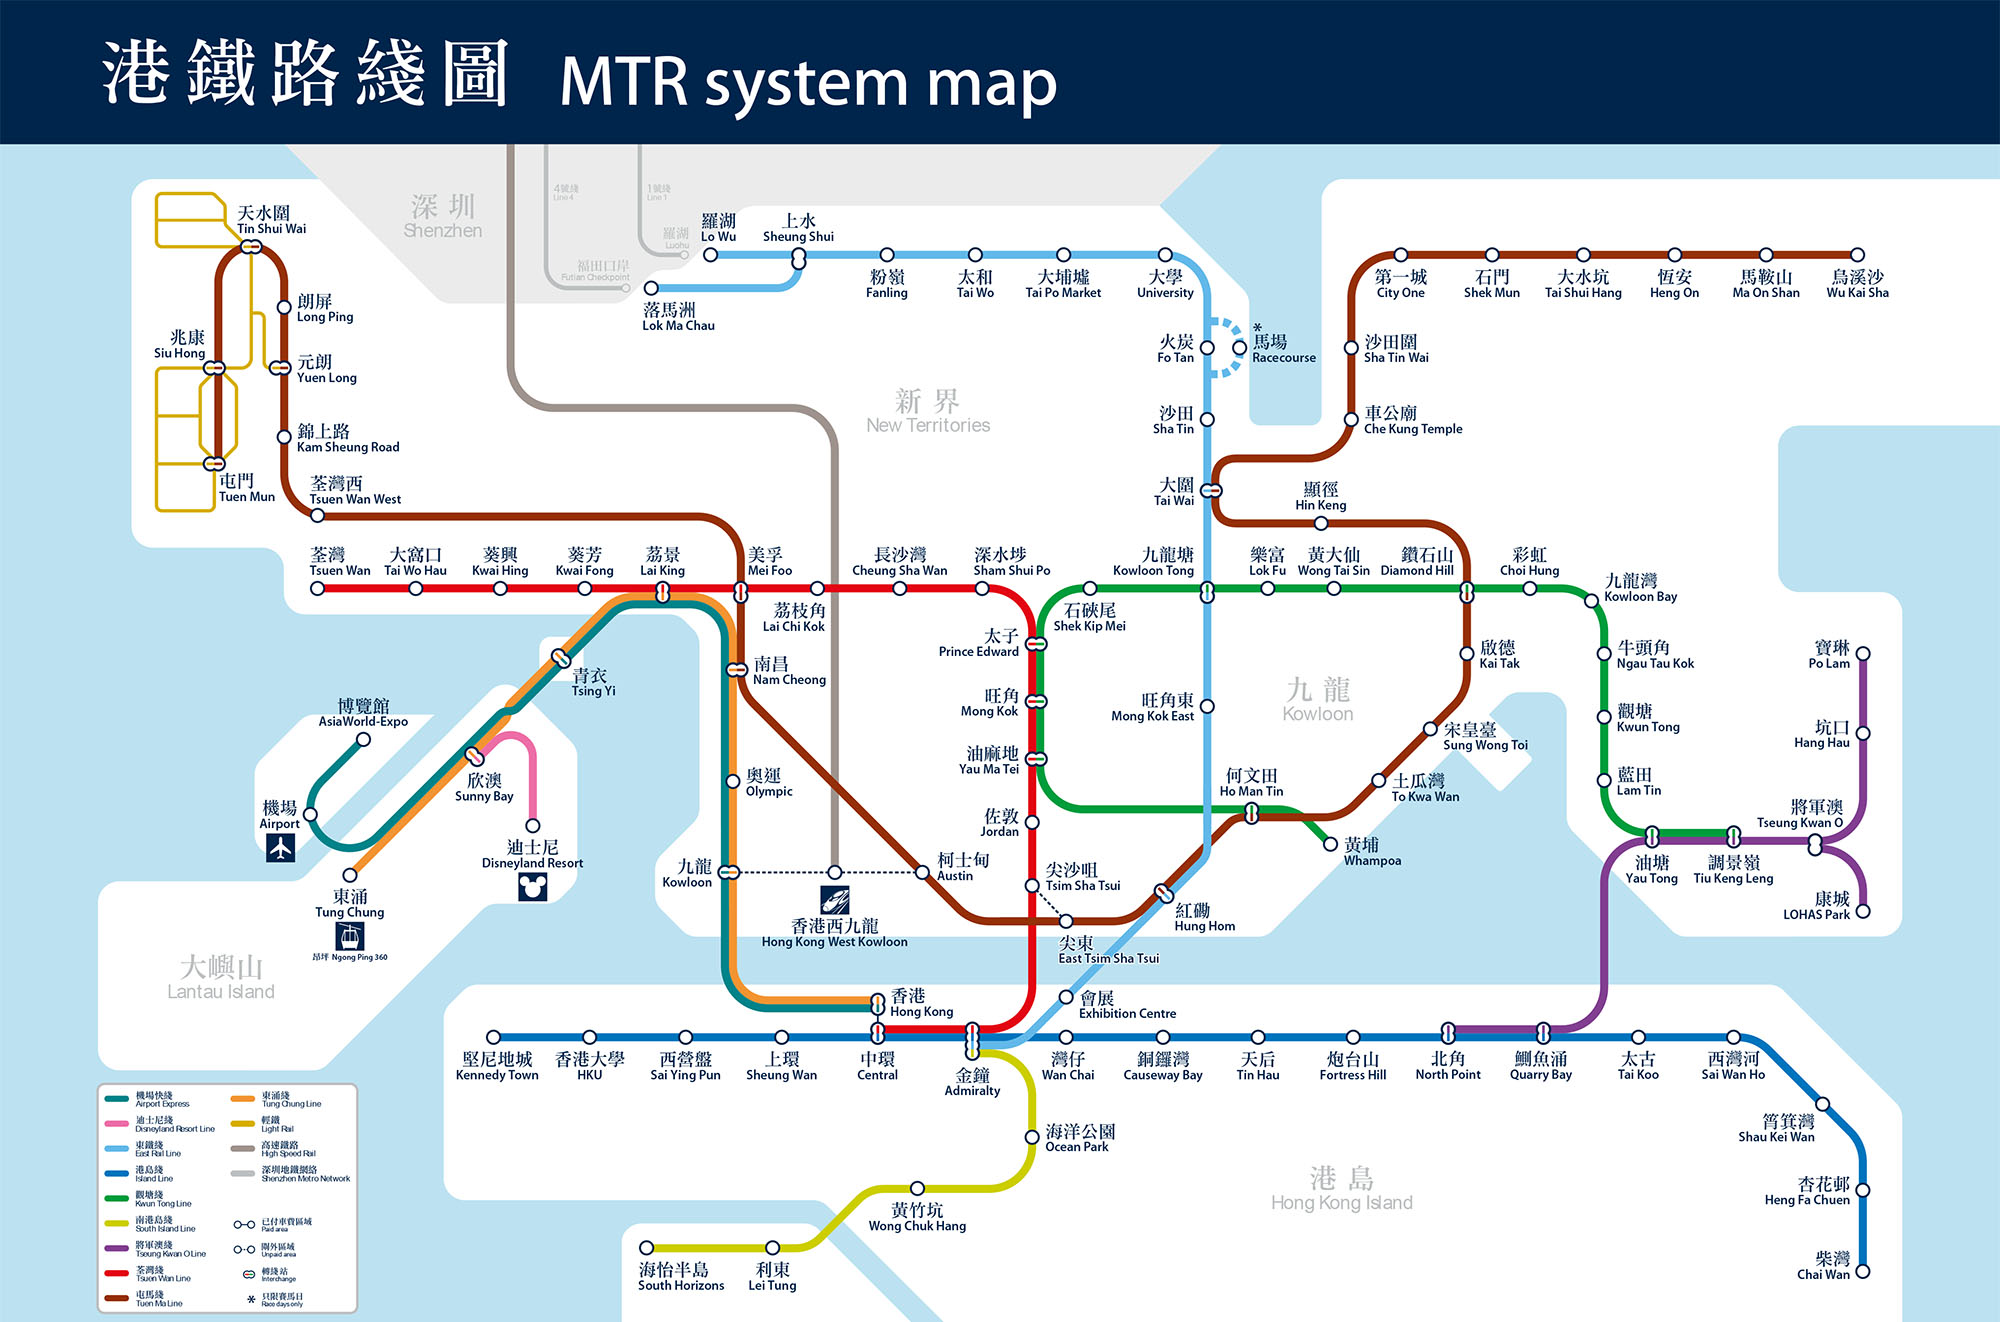 港鐵路綫圖 MTR system map
深圳
Shenzhen
4號綫
Line 4
1號綫
Line 1
羅湖
Luohu
福田口岸
Futian Checkpoint
羅湖
Lo Wu
上水
Sheung Shui
落馬洲
Lok Ma Chau
粉嶺
Fanling
太和
Tai Wo
大埔墟
Tai Po Market
大學
University
火炭
Fo Tan
*
馬場
Racecourse
沙田
Sha Tin
大圍
Tai Wai
第一城
City One
石門
Shek Mun
大水坑
Tai Shui Hang
恆安
Heng On
馬鞍山
Ma On Shan
烏溪沙
Wu Kai Sha
沙田圍
Sha Tin Wai
車公廟
Che Kung Temple
顯徑
Hin Keng
天水圍
Tin Shui Wai
朗屏
Long Ping
兆康
Siu Hong
元朗
Yuen Long
錦上路
Kam Sheung Road
屯門
Tuen Mun
荃灣西
Tsuen Wan West
新界
New Territories
荃灣
Tsuen Wan
大窩口
Tai Wo Hau
葵興
Kwai Hing
葵芳
Kwai Fong
荔景
Lai King
美孚
Mei Foo
荔枝角
Lai Chi Kok
長沙灣
Cheung Sha Wan
深水埗
Sham Shui Po
石硤尾
Shek Kip Mei
九龍塘
Kowloon Tong
樂富
Lok Fu
黃大仙
Wong Tai Sin
鑽石山
Diamond Hill
彩虹
Choi Hung
九龍灣
Kowloon Bay
牛頭角
Ngau Tau Kok
觀塘
Kwun Tong
藍田
Lam Tin
油塘
Yau Tong
調景嶺
Tiu Keng Leng
將軍澳
Tseung Kwan O
坑口
Hang Hau
寶琳
Po Lam
康城
LOHAS Park
啟德
Kai Tak
宋皇臺
Sung Wong Toi
土瓜灣
To Kwa Wan
何文田
Ho Man Tin
黃埔
Whampoa
九龍
Kowloon
太子
Prince Edward
旺角
Mong Kok
油麻地
Yau Ma Tei
佐敦
Jordan
尖沙咀
Tsim Sha Tsui
尖東
East Tsim Sha Tsui
旺角東
Mong Kok East
紅磡
Hung Hom
會展
Exhibition Centre
南昌
Nam Cheong
奧運
Olympic
九龍
Kowloon
柯士甸
Austin
香港西九龍
Hong Kong West Kowloon
青衣
Tsing Yi
博覽館
AsiaWorld-Expo
機場
Airport
欣澳
Sunny Bay
迪士尼
Disneyland Resort
東涌
Tung Chung
昂坪 Ngong Ping 360
大嶼山
Lantau Island
香港
Hong Kong
堅尼地城
Kennedy Town
香港大學
HKU
西營盤
Sai Ying Pun
上環
Sheung Wan
中環
Central
金鐘
Admiralty
灣仔
Wan Chai
銅鑼灣
Causeway Bay
天后
Tin Hau
炮台山
Fortress Hill
北角
North Point
鰂魚涌
Quarry Bay
太古
Tai Koo
西灣河
Sai Wan Ho
筲箕灣
Shau Kei Wan
杏花邨
Heng Fa Chuen
柴灣
Chai Wan
海洋公園
Ocean Park
黃竹坑
Wong Chuk Hang
利東
Lei Tung
海怡半島
South Horizons
港島
Hong Kong Island
機場快綫
Airport Express
迪士尼綫
Disneyland Resort Line
東鐵綫
East Rail Line
港島綫
Island Line
觀塘綫
Kwun Tong Line
南港島綫
South Island Line
將軍澳綫
Tseung Kwan O Line
荃灣綫
Tsuen Wan Line
屯馬綫
Tuen Ma Line
東涌綫
Tung Chung Line
輕鐵
Light Rail
高速鐵路
High Speed Rail
深圳地鐵網絡
Shenzhen Metro Network
已付車費區域
Paid area
閘外區域
Unpaid area
轉綫站
Interchange
* 只限賽馬日
Race days only